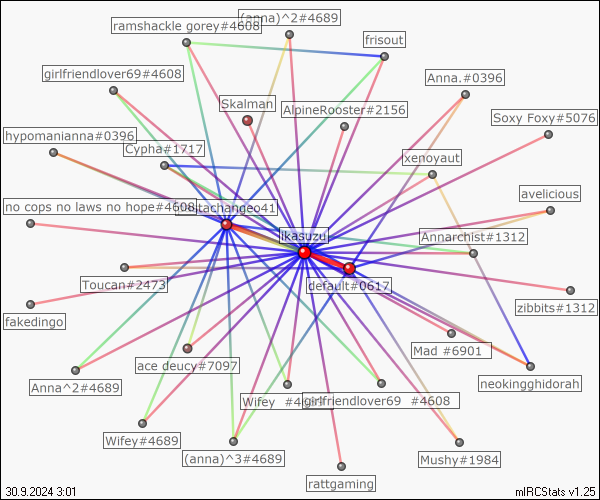 (anna)^2#4689
ramshackle gorey#4608
frisout
girlfriendlover69#4608
Anna.#0396
Skalman
AlpineRooster#2156
Soxy Foxy#5076
hypomanianna#0396
Cypha#1717
xenoyaut
avelicious
no cops no laws no hope#4608
tachangeo41
ikasuzu
Annarchist#1312
Toucan#2473
default#0617
zibbits#1312
fakedingo
Mad #6901
ace deucy#7097
neokingghidorah
Anna^2#4689
Wifey
girlfriendlover69 #4608
Wifey#4689
(anna)^3#4689
Mushy#1984
rattgaming
30.9.2024 3:01
mIRCStats v1.25